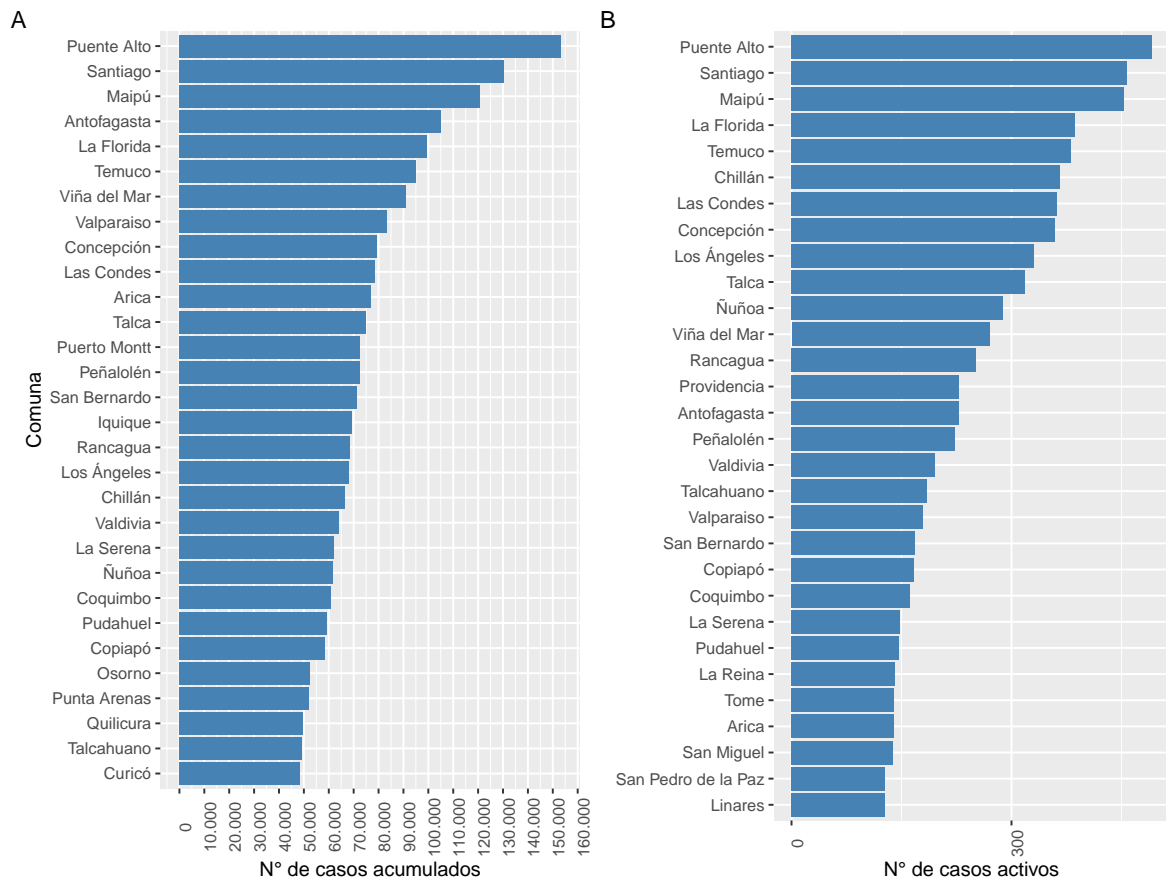 A
Puente Alto
Santiago
Maipú
Antofagasta
La Florida
Temuco
Viña del Mar
Valparaiso
Concepción
Las Condes
Arica
Talca
Puerto Montt
Peñalolén
San Bernardo
Iquique
Rancagua
Los Ángeles
Chillán
Valdivia
La Serena
Ñuñoa
Coquimbo
Pudahuel
Copiapó
Osorno
Punta Arenas
Quilicura
Talcahuano
Curicó
Comuna
0
10.000
20.000
30.000
40.000
50.000
60.000
70.000
80.000
90.000
100.000
110.000
120.000
130.000
140.000
150.000
160.000
N° de casos acumulados
B
Puente Alto
Santiago
Maipú
La Florida
Temuco
Chillán
Las Condes
Concepción
Los Ángeles
Talca
Ñuñoa
Viña del Mar
Rancagua
Providencia
Antofagasta
Peñalolén
Valdivia
Talcahuano
Valparaiso
San Bernardo
Copiapó
Coquimbo
La Serena
Pudahuel
La Reina
Tome
Arica
San Miguel
San Pedro de la Paz
Linares
0
300
N° de casos activos